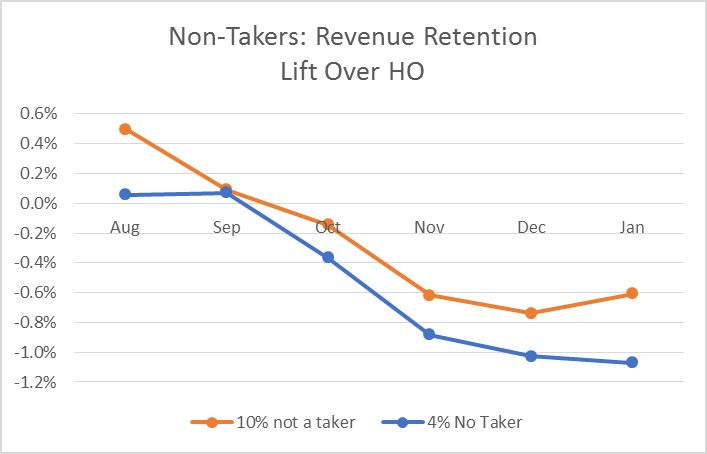 Non-Takers: Revenue Retention
Lift Over HO
0.6%
0.4%
0.2%
0.0%
-0.2%
-0.4%
-0.6%
-0.8%
-1.0%
-1.2%
Aug Sep Oct Nov Dec Jan
10% not a taker 4% No Taker